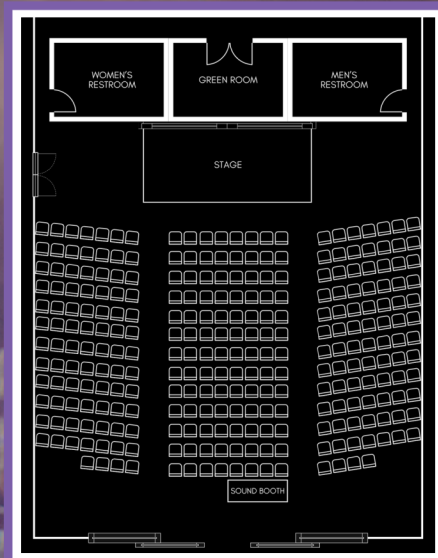 WOMEN'S
RESTROOM
GREEN ROOM
MEN'S
RESTROOM
STAGE
SOUND BOOTH